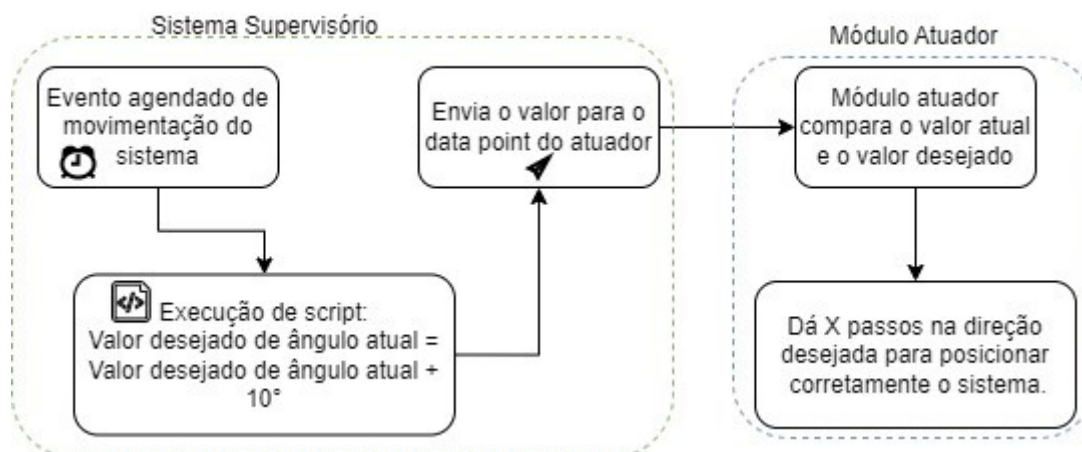 Sistema Supervisório
Módulo Atuador
Evento agendado de
movimentação do
sistema
Envia o valor para o
data point do atuador
Módulo atuador
compara o valor atual
e o valor desejado
</> Execução de script:
Valor desejado de ângulo atual =
Valor desejado de ângulo atual +
10°
Dá X passos na direção
desejada para posicionar
corretamente o sistema.